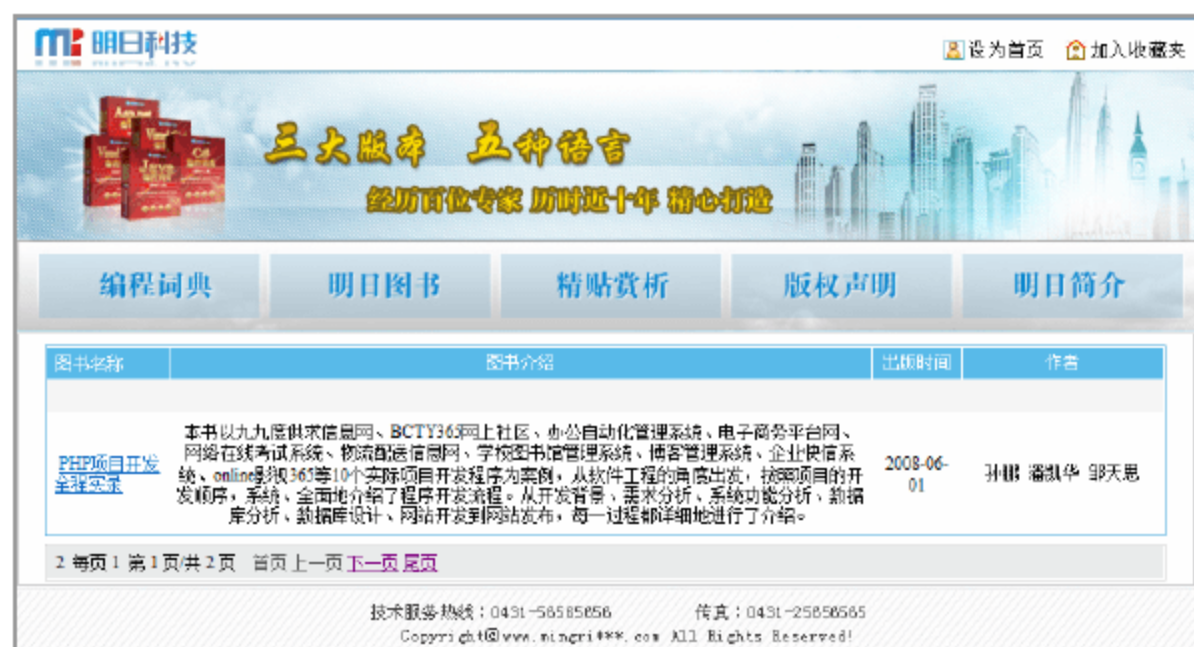 明日科技
设为首页 加入收藏夹
三大版本 五种语言
经历百位专家 历时近十年 精心打造
编程词典 明日图书 精贴赏析 版权声明 明日简介
图书名称 图书介绍 出版时间 作者
PHP项目开发全程实录
本书以九九度供求信息网、BCTY365网上社区、办公自动化管理系统、电子商务平台网、
网络在线考试系统、物流配送信息网、学校图书馆管理系统、博客管理系统、企业快信系
统、online影视365等10个实际项目开发程序为案例，从软件工程的角度出发，按照项目的开
发顺序，系统、全面地介绍了程序开发流程。从开发背景、需求分析、系统功能分析、数据
库分析、数据库设计、网站开发到网站发布，每一过程都详细地进行了介绍。
2008-06-
01
孙鹏 潘凯华 邹天思
2 每页 1 第 1 页/共 2 页 首页 上一页 下一页 尾页
技术服务热线：0431-56585656 传真：0431-25656565
Copyright@www.mingri***.com All Rights Reserved!